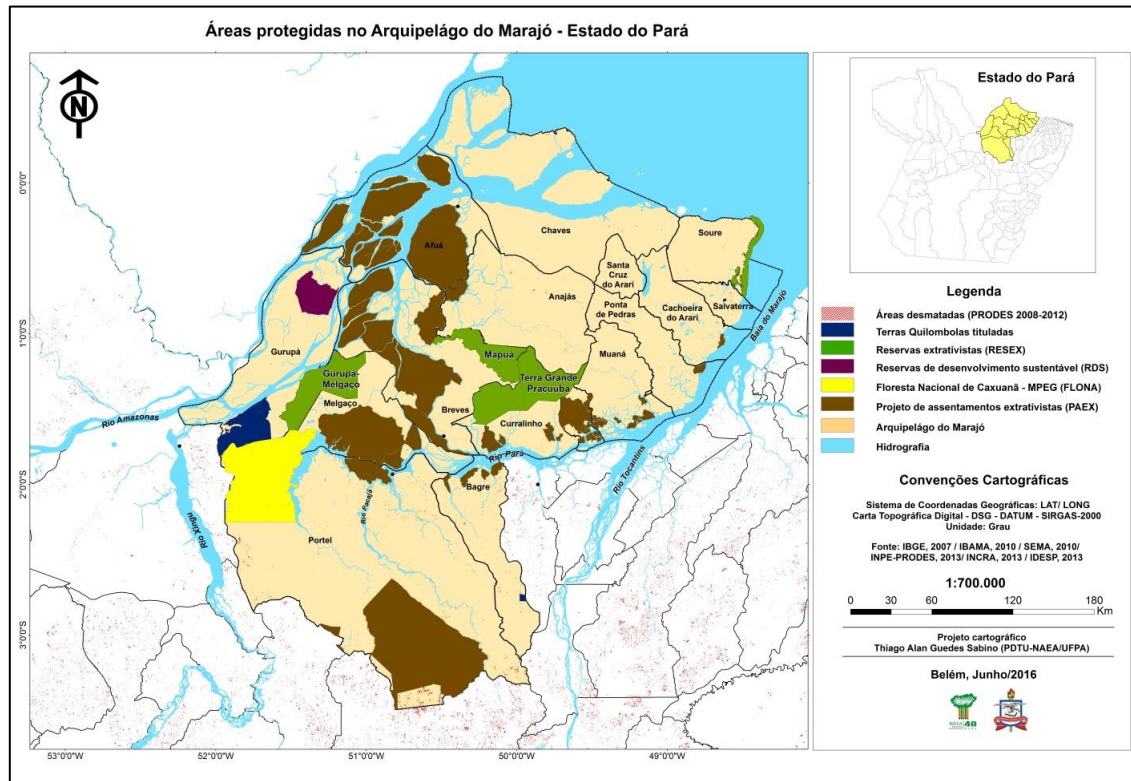 Áreas protegidas no Arquipelágo do Marajó - Estado do Pará
N
0°0'0"
1°0'0"S
2°0'0"S
3°0'0"S
53°0'0"W
52°0'0"W
51°0'0"W
50°0'0"W
49°0'0"W
Afuá
Chaves
Soure
Santa
Cruz
do Arari
Anajás
Ponta
de Pedras
Cachoeira
do Arari
Salvaterra
Baia do Marajó
Muaná
Gurupá
Mapuá
Terra Grande
Pracuuba
Gurupa-
Melgaço
Melgaço
Breves
Curralinho
Rio Amazonas
Rio Pará
Rio Tocantins
Bagre
Rio Pacajá
Rio Xingu
Portel
Estado do Pará
Legenda
Áreas desmatadas (PRODES 2008-2012)
Terras Quilombolas tituladas
Reservas extrativistas (RESEX)
Reservas de desenvolvimento sustentável (RDS)
Floresta Nacional de Caxuanã - MPEG (FLONA)
Projeto de assentamentos extrativistas (PAEX)
Arquipelágo do Marajó
Hidrografia
Convenções Cartográficas
Sistema de Coordenadas Geográficas: LAT/ LONG
Carta Topográfica Digital - DSG - DATUM - SIRGAS-2000
Unidade: Grau
Fonte: IBGE, 2007 / IBAMA, 2010 / SEMA, 2010/
INPE-PRODES, 2013/ INCRA, 2013 / IDESP, 2013
1:700.000
0 30 60 120 180
Km
Projeto cartográfico
Thiago Alan Guedes Sabino (PDTU-NAEA/UFPA)
Belém, Junho/2016